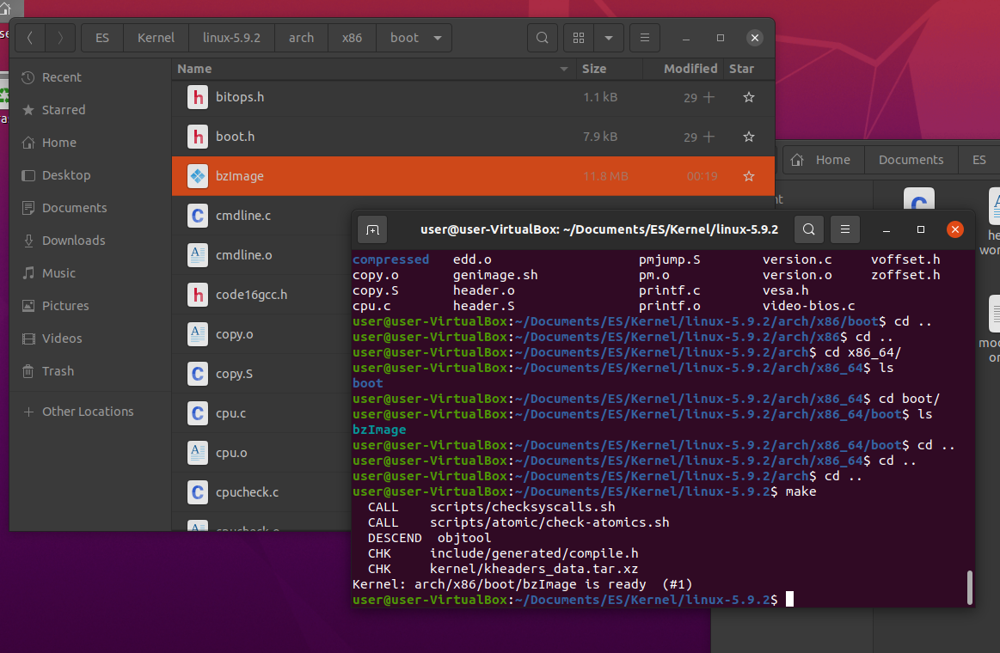 ES Kernel linux-5.9.2 arch x86 boot
Name Size Modified Star
Recent
Starred
Home
Desktop
Documents
Downloads
Music
Pictures
Videos
Trash
Other Locations
bitops.h 1.1 kB 29
boot.h 7.9 kB 29
bzImage 11.8 MB 00:19
cmdline.c
cmdline.o
code16gcc.h
copy.o
copy.S
cpu.c
cpu.o
cpucheck.c
cpucheck.o
Home Documents ES
user@user-VirtualBox: ~/Documents/ES/Kernel/linux-5.9.2
compressed edd.o pmjump.S version.c voffset.h
copy.o genimage.sh pm.o version.o zoffset.h
copy.S header.o printf.c vesa.h
cpu.c header.S printf.o video-bios.c
user@user-VirtualBox:~/Documents/ES/Kernel/linux-5.9.2/arch/x86/boot$ cd ..
user@user-VirtualBox:~/Documents/ES/Kernel/linux-5.9.2/arch/x86$ cd ..
user@user-VirtualBox:~/Documents/ES/Kernel/linux-5.9.2/arch$ cd x86_64/
user@user-VirtualBox:~/Documents/ES/Kernel/linux-5.9.2/arch/x86_64$ ls
boot
user@user-VirtualBox:~/Documents/ES/Kernel/linux-5.9.2/arch/x86_64$ cd boot/
user@user-VirtualBox:~/Documents/ES/Kernel/linux-5.9.2/arch/x86_64/boot$ ls
bzImage
user@user-VirtualBox:~/Documents/ES/Kernel/linux-5.9.2/arch/x86_64/boot$ cd ..
user@user-VirtualBox:~/Documents/ES/Kernel/linux-5.9.2/arch/x86_64$ cd ..
user@user-VirtualBox:~/Documents/ES/Kernel/linux-5.9.2/arch$ cd ..
user@user-VirtualBox:~/Documents/ES/Kernel/linux-5.9.2$ make
CALL scripts/checksyscalls.sh
CALL scripts/atomic/check-atomics.sh
DESCEND objtool
CHK include/generated/compile.h
CHK kernel/kheaders_data.tar.xz
Kernel: arch/x86/boot/bzImage is ready (#1)
user@user-VirtualBox:~/Documents/ES/Kernel/linux-5.9.2$